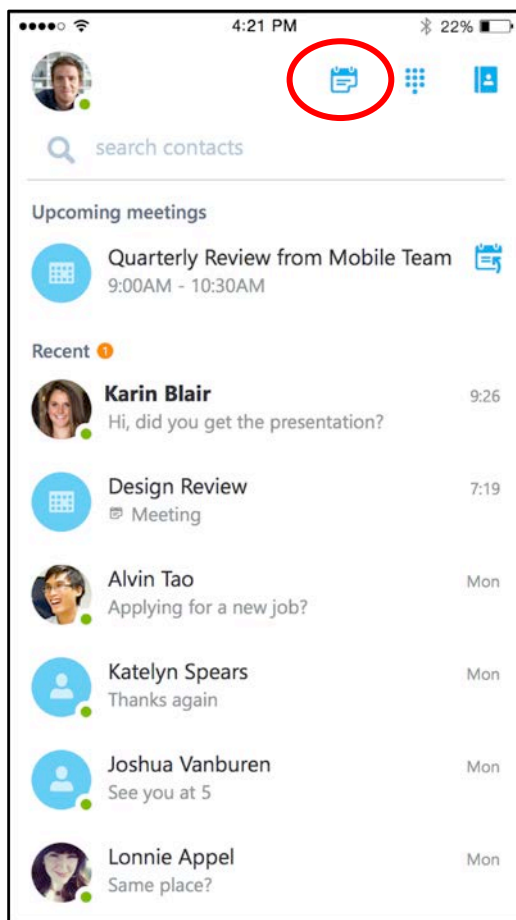 4:21 PM
22%
search contacts
Upcoming meetings
Quarterly Review from Mobile Team
9:00AM - 10:30AM
Recent 1
Karin Blair 9:26
Hi, did you get the presentation?
Design Review 7:19
Meeting
Alvin Tao Mon
Applying for a new job?
Katelyn Spears Mon
Thanks again
Joshua Vanburen Mon
See you at 5
Lonnie Appel Mon
Same place?